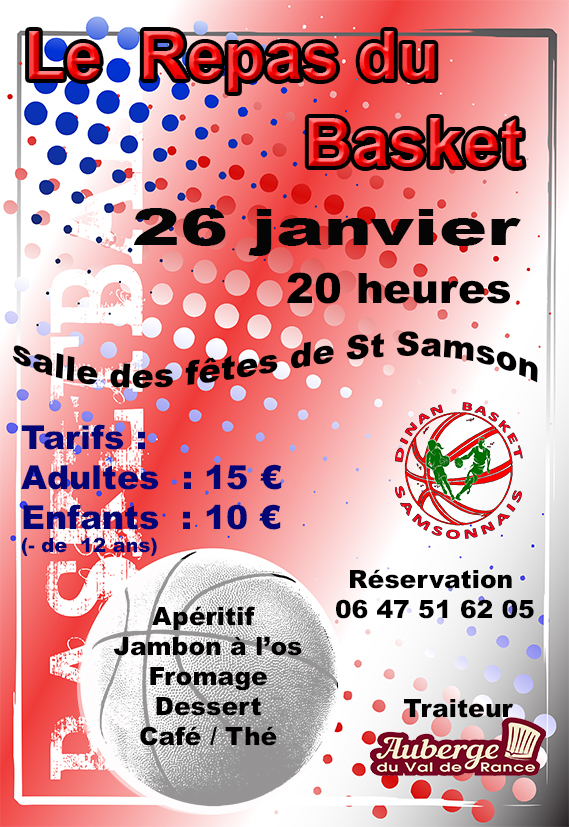 Le Repas du
Basket
26 janvier
20 heures
salle des fêtes de St Samson
Tarifs :
Adultes : 15 €
Enfants : 10 €
(- de 12 ans)
DINAN BASKET
SAMSONNAIS
Réservation
06 47 51 62 05
Apéritif
Jambon à l'os
Fromage
Dessert
Café / Thé
Traiteur
Auberge
du Val de Rance
BASKETBALL